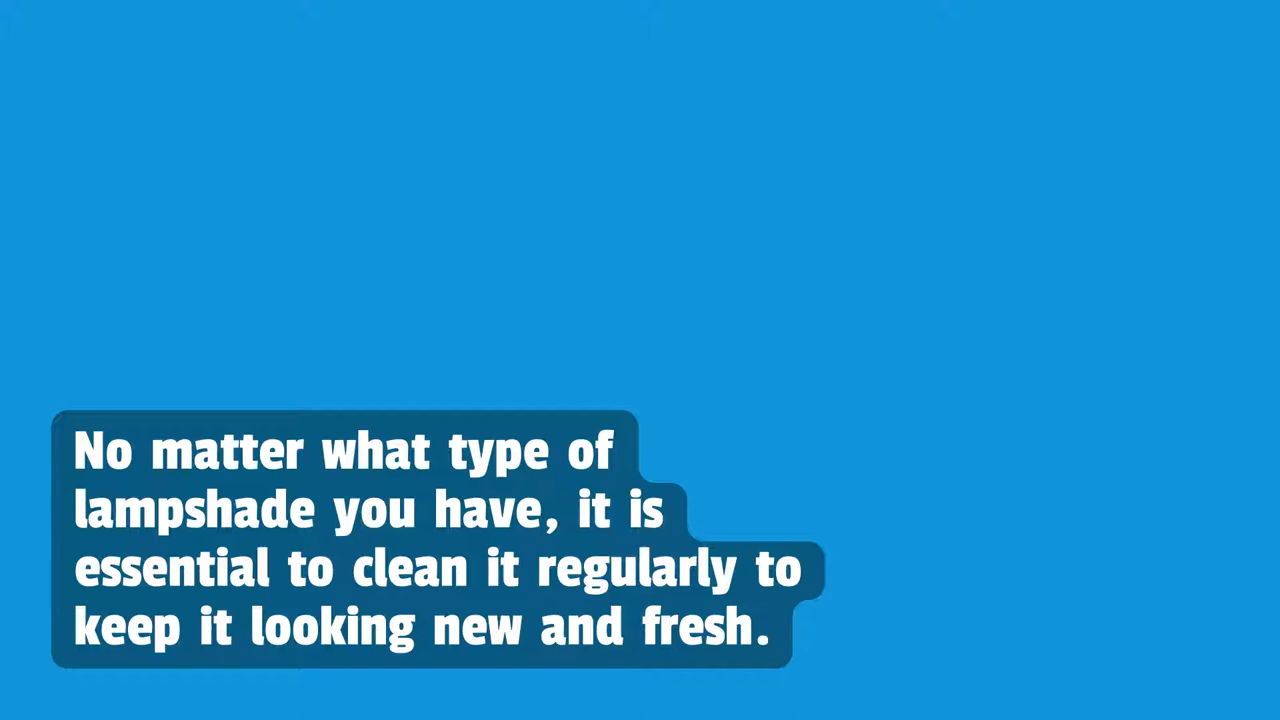 No matter what type of
lampshade you have, it is
essential to clean it regularly to
keep it looking new and fresh.